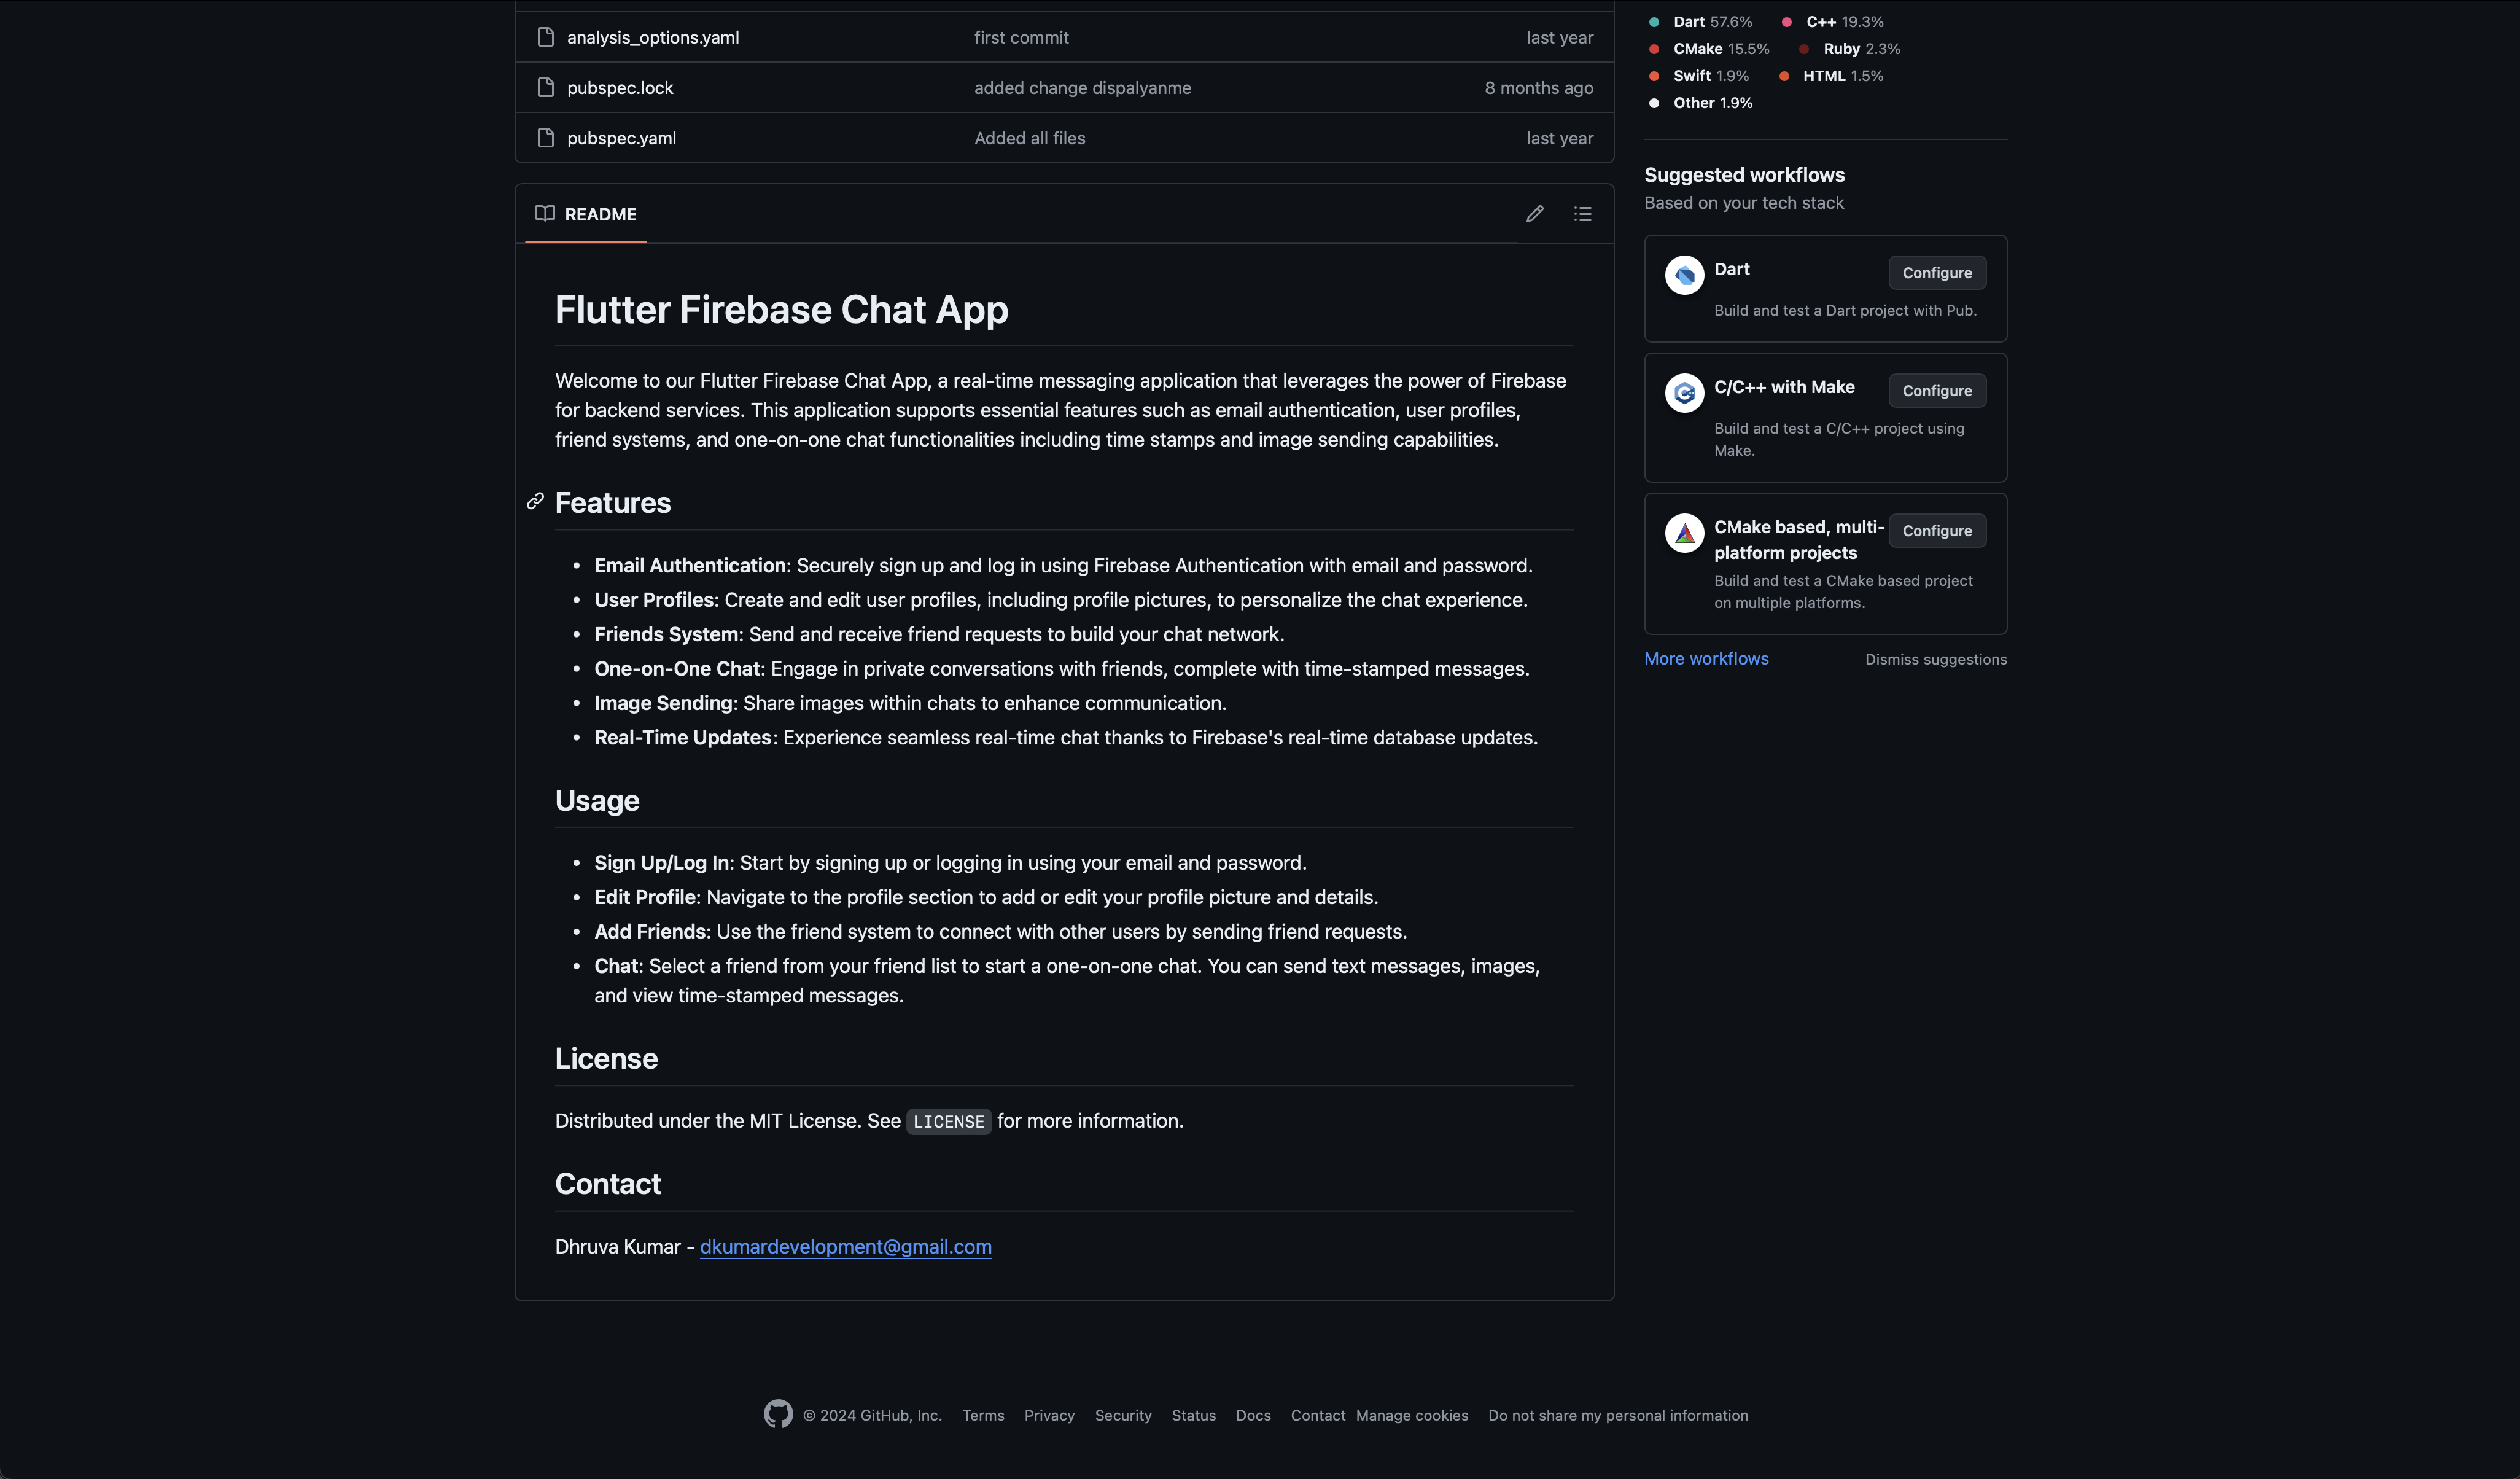 analysis_options.yaml first commit last year
pubspec.lock added change dispalyanme 8 months ago
pubspec.yaml Added all files last year
README
Flutter Firebase Chat App
Welcome to our Flutter Firebase Chat App, a real-time messaging application that leverages the power of Firebase
for backend services. This application supports essential features such as email authentication, user profiles,
friend systems, and one-on-one chat functionalities including time stamps and image sending capabilities.
Features
• Email Authentication: Securely sign up and log in using Firebase Authentication with email and password.
• User Profiles: Create and edit user profiles, including profile pictures, to personalize the chat experience.
• Friends System: Send and receive friend requests to build your chat network.
• One-on-One Chat: Engage in private conversations with friends, complete with time-stamped messages.
• Image Sending: Share images within chats to enhance communication.
• Real-Time Updates: Experience seamless real-time chat thanks to Firebase's real-time database updates.
Usage
• Sign Up/Log In: Start by signing up or logging in using your email and password.
• Edit Profile: Navigate to the profile section to add or edit your profile picture and details.
• Add Friends: Use the friend system to connect with other users by sending friend requests.
• Chat: Select a friend from your friend list to start a one-on-one chat. You can send text messages, images,
and view time-stamped messages.
License
Distributed under the MIT License. See LICENSE for more information.
Contact
Dhruva Kumar - dkumardevelopment@gmail.com
Dart 57.6% C++ 19.3%
CMake 15.5% Ruby 2.3%
Swift 1.9% HTML 1.5%
Other 1.9%
Suggested workflows
Based on your tech stack
Dart Configure
Build and test a Dart project with Pub.
C/C++ with Make Configure
Build and test a C/C++ project using
Make.
CMake based, multi- Configure
platform projects
Build and test a CMake based project
on multiple platforms.
More workflows Dismiss suggestions
© 2024 GitHub, Inc. Terms Privacy Security Status Docs Contact Manage cookies Do not share my personal information